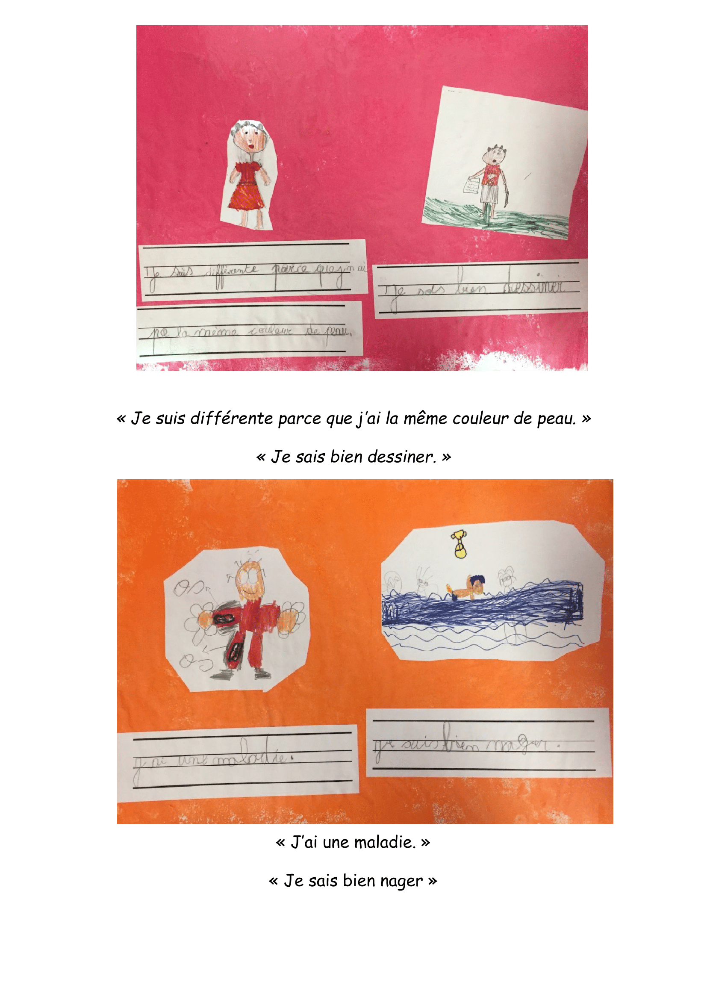 Je suis différente parce que j n ai
pa la même couleur de peau.
Je sais bien dessiner
« Je suis différente parce que j’ai la même couleur de peau. »
« Je sais bien dessiner. »
os
os
j ai une maladie.
je sais bien nager.
« J’ai une maladie. »
« Je sais bien nager »